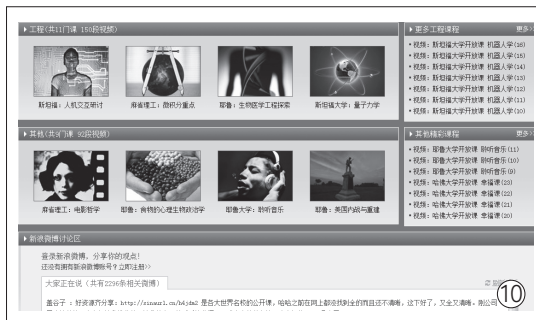 工程(共11门课 150段视频)
斯坦福：人机交互研讨
麻省理工：微积分重点
耶鲁：生物医学工程探索
斯坦福大学：量子力学
更多工程课程 更多>>
·视频：斯坦福大学开放课 机器人学(16)
·视频：斯坦福大学开放课 机器人学(15)
·视频：斯坦福大学开放课 机器人学(14)
·视频：斯坦福大学开放课 机器人学(13)
·视频：斯坦福大学开放课 机器人学(12)
·视频：斯坦福大学开放课 机器人学(11)
·视频：斯坦福大学开放课 机器人学(10)
其他(共9门课 92段视频)
麻省理工：电影哲学
耶鲁：食物的心理生物政治学
耶鲁大学：聆听音乐
耶鲁：美国内战与重建
其他精彩课程 更多>>
·视频：耶鲁大学开放课 聆听音乐(11)
·视频：耶鲁大学开放课 聆听音乐(10)
·视频：耶鲁大学开放课 聆听音乐(9)
·视频：哈佛大学开放课 幸福课(23)
·视频：哈佛大学开放课 幸福课(22)
·视频：哈佛大学开放课 幸福课(21)
·视频：哈佛大学开放课 幸福课(20)
新浪微博讨论区
登录新浪微博，分享你的观点！
还没有拥有新浪微博账号？立即注册>>
大家正在说（共有2296条相关微博）
盖谷子：好资源齐分享：http://sinaurl.cn/h4jdm2 是各大世界名校的公开课，哈哈之前在网上都没找到全的而且还不清晰，这下好了，又全又清晰。刚公司
⑩